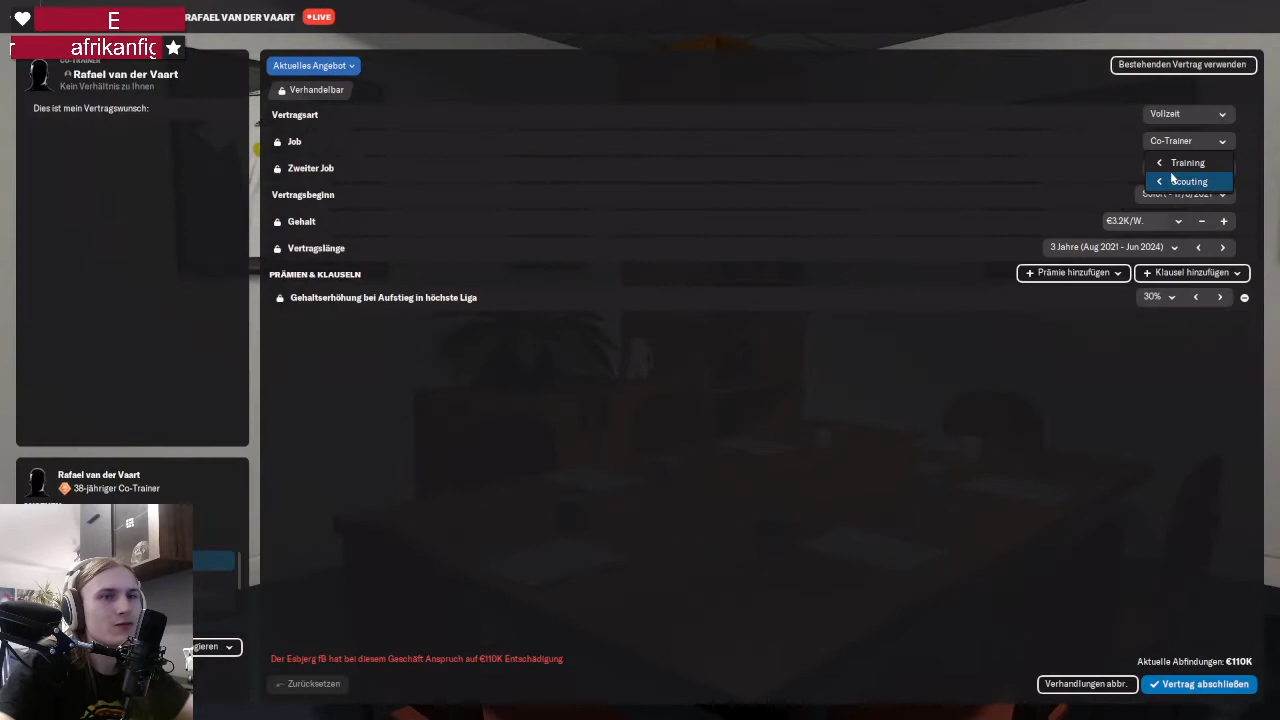 E
RAFAEL VAN DER VAART
LIVE
afrikanfig
CO-TRAINER
Rafael van der Vaart
Kein Verhältnis zu Ihnen
Dies ist mein Vertragswunsch:
Aktuelles Angebot
Bestehenden Vertrag verwenden
Verhandelbar
Vertragsart
Vollzeit
Job
Co-Trainer
Training
Scouting
Zweiter Job
Vertragsbeginn
Gehalt
€3.2K/W.
Vertragslänge
3 Jahre (Aug 2021 - Jun 2024)
PRÄMIEN & KLAUSELN
+ Prämie hinzufügen
+ Klausel hinzufügen
Gehaltserhöhung bei Aufstieg in höchste Liga
30%
Rafael van der Vaart
38-jähriger Co-Trainer
gieren
Der Esbjerg fB hat bei diesem Geschäft Anspruch auf €110K Entschädigung
Aktuelle Abfindungen: €110K
Zurücksetzen
Verhandlungen abbr.
Vertrag abschließen